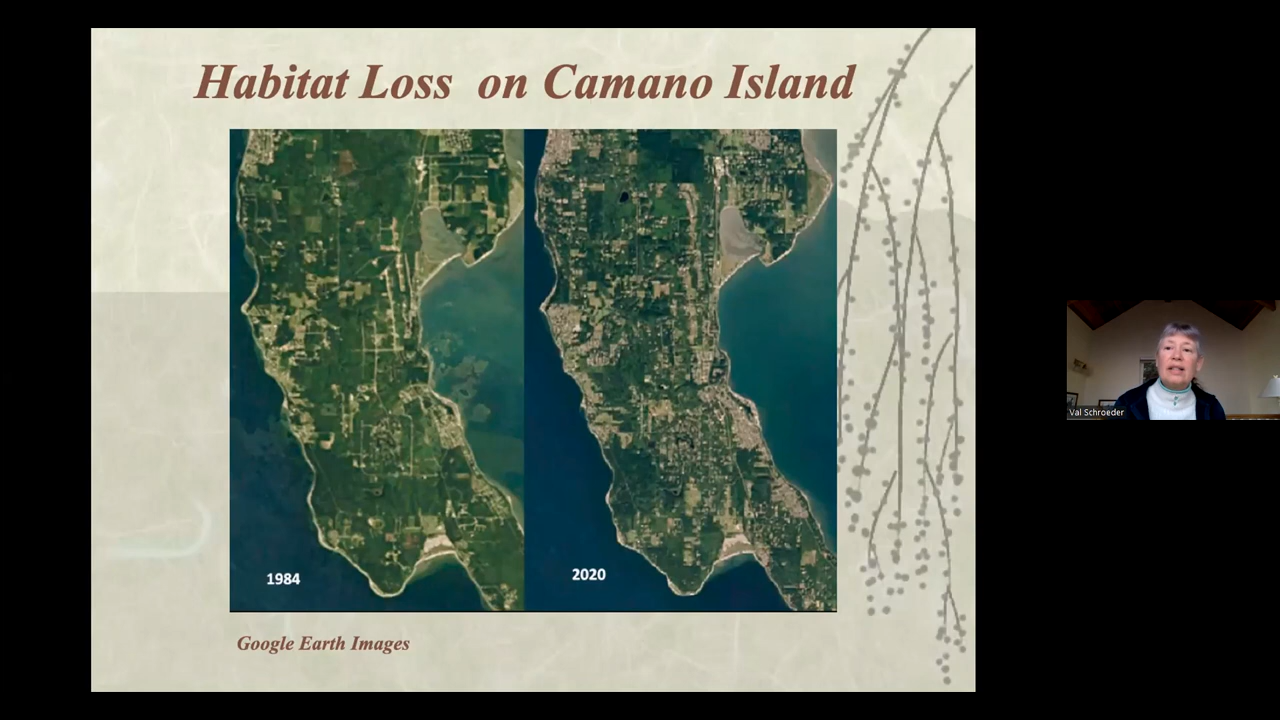 Habitat Loss on Camano Island
1984
2020
Google Earth Images
Val Schroeder